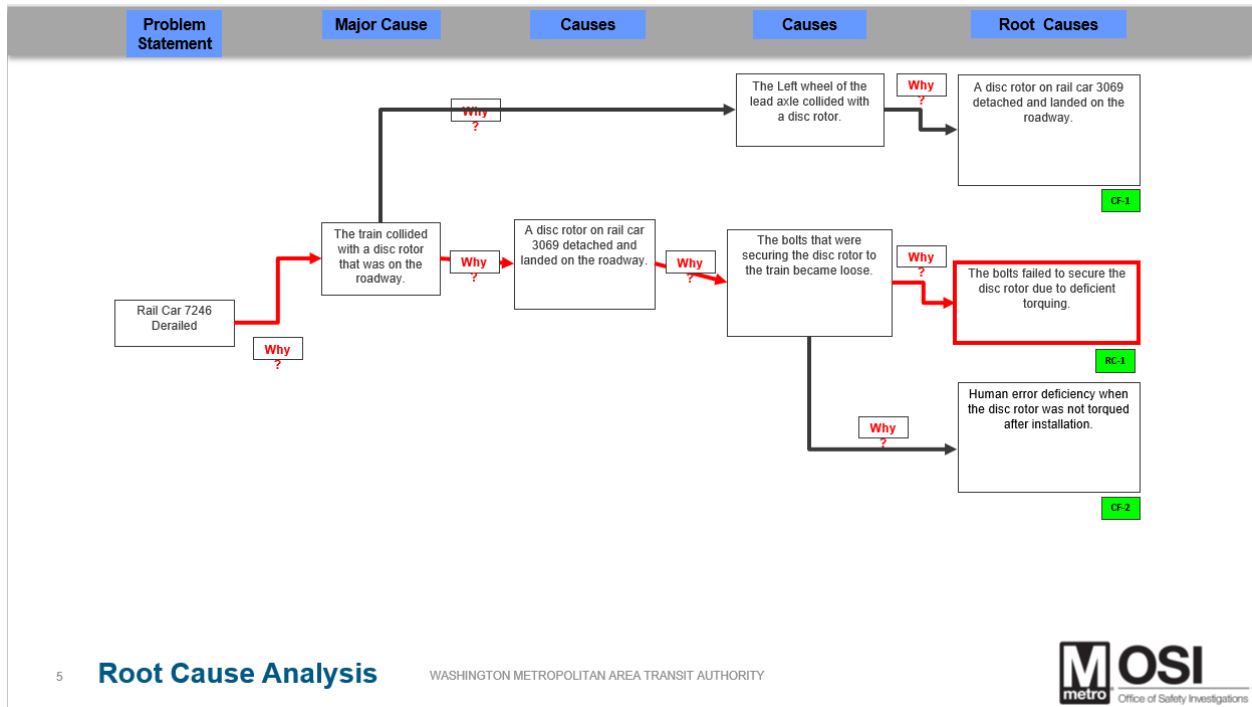 Problem
Statement
Major Cause
Causes
Causes
Root Causes
The Left wheel of the
lead axle collided with
a disc rotor.
Why
?
A disc rotor on rail car 3069
detached and landed on the
roadway.
Why
?
CF-1
The train collided
with a disc rotor
that was on the
roadway.
Why
?
A disc rotor on rail car
3069 detached and
landed on the roadway.
Why
?
The bolts that were
securing the disc rotor to
the train became loose.
Why
?
The bolts failed to secure the
disc rotor due to deficient
torquing.
RC-1
Rail Car 7246
Derailed
Why
?
Human error deficiency when
the disc rotor was not torqued
after installation.
Why
?
CF-2
5
Root Cause Analysis
WASHINGTON METROPOLITAN AREA TRANSIT AUTHORITY
M
metro
OSI
Office of Safety Investigations